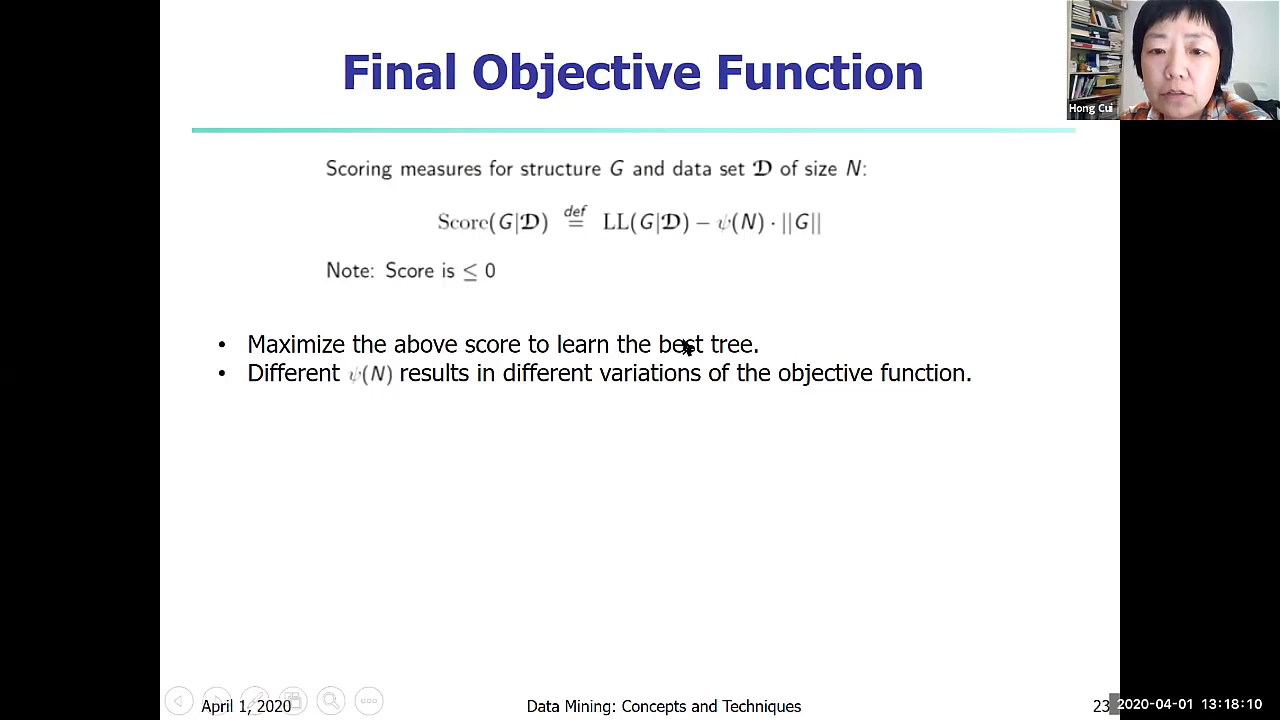 Final Objective Function
Hong Cui
Scoring measures for structure G and data set 𝔇 of size N:
Score(G|𝔇) def= LL(G|𝔇) − ψ(N) · ||G||
Note: Score is ≤ 0
• Maximize the above score to learn the best tree.
• Different ψ(N) results in different variations of the objective function.
April 1, 2020
Data Mining: Concepts and Techniques
23
2020-04-01 13:18:10